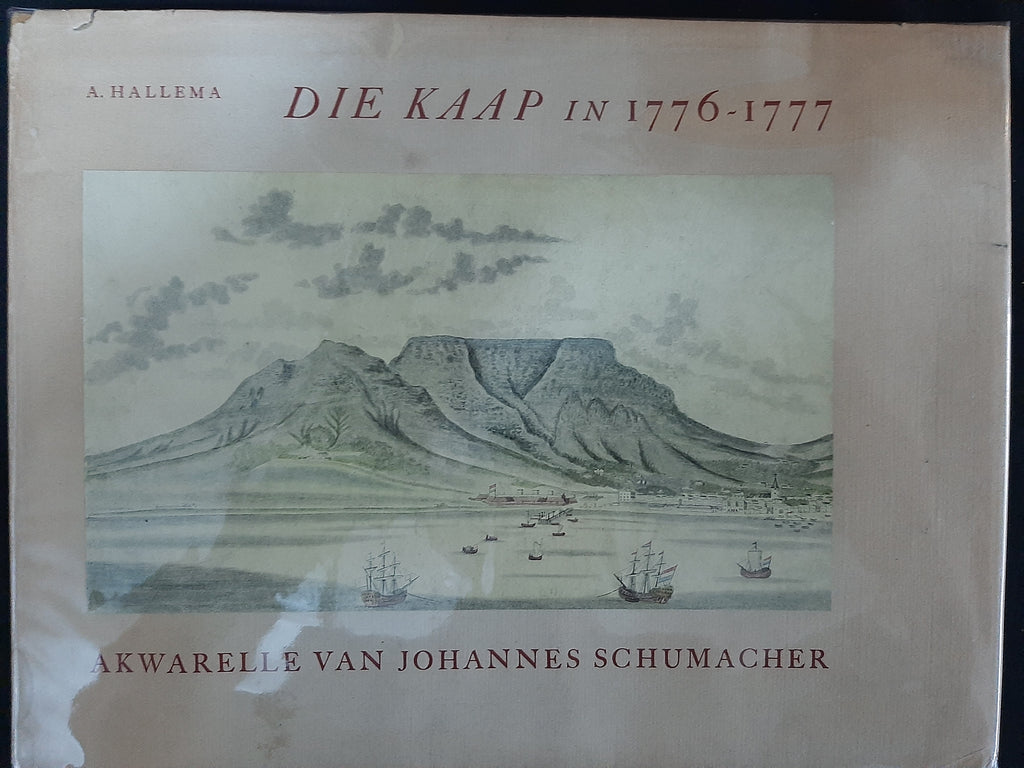 A. HALLEMA
DIE KAAP IN 1776-1777
AKWARELLE VAN JOHANNES SCHUMACHER